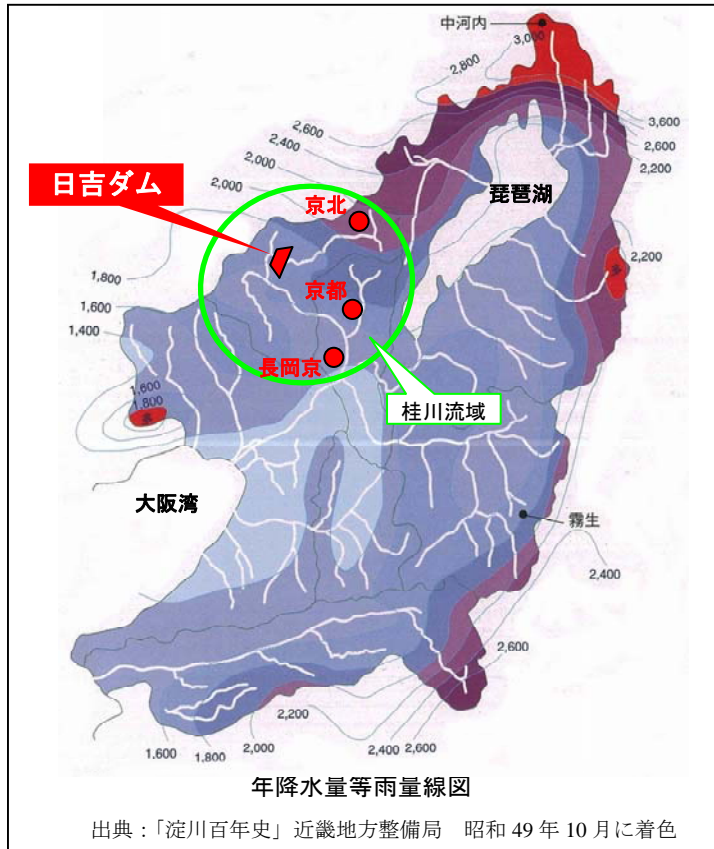 中河内
3,000
2,800
3,600
2,600
2,600
2,400
2,200
2,000
日吉ダム
2,000
京北
琵琶湖
2,200
1,800
1,600
京都
1,400
長岡京
1,600
1,800
桂川流域
大阪湾
霧生
2,400
2,600
2,200
2,400
2,600
2,000
1,800
1,600
年降水量等雨量線図
出典：「淀川百年史」近畿地方整備局　昭和 49 年 10 月に着色